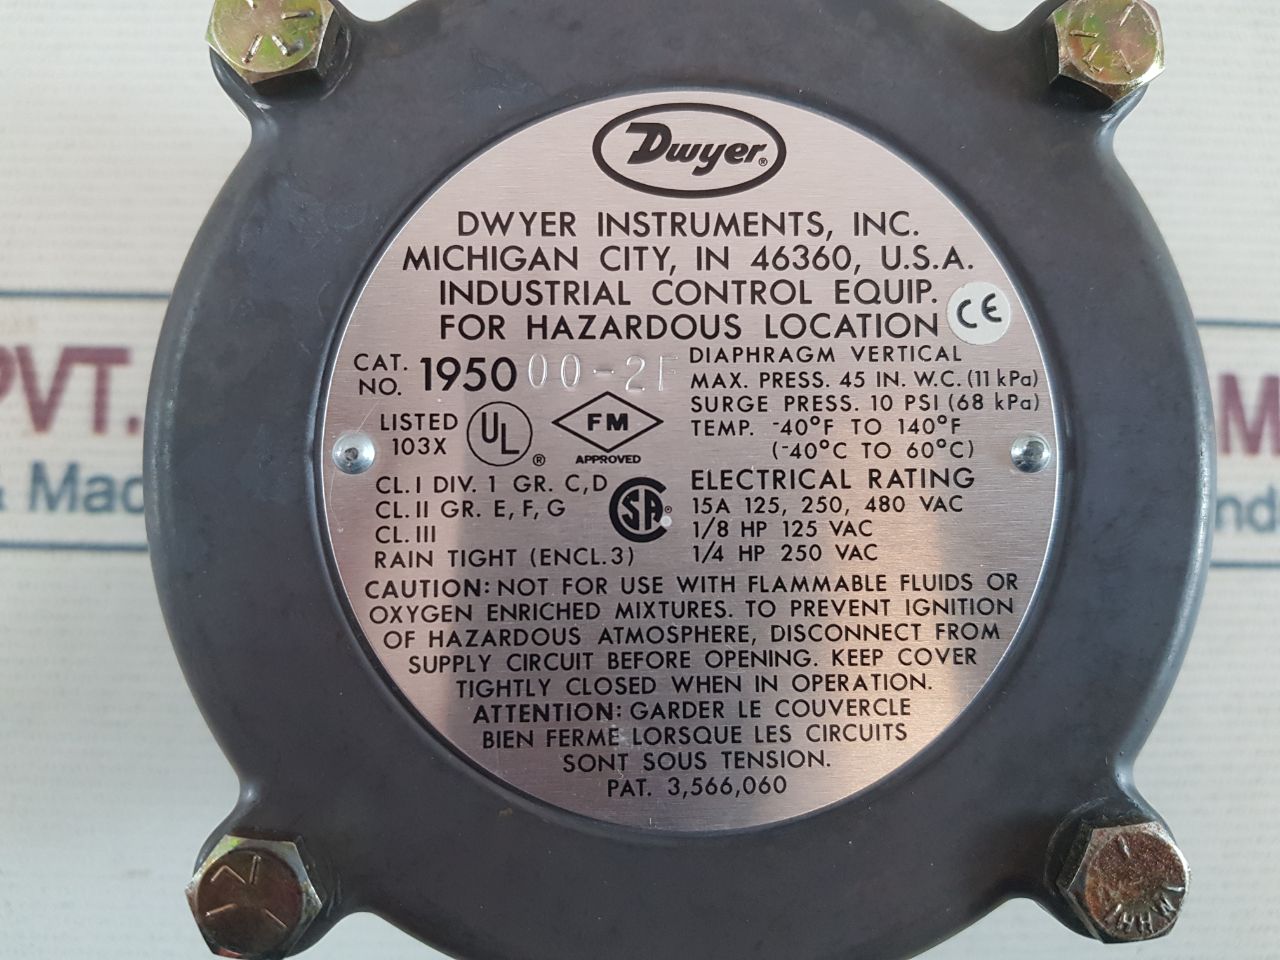 Dwyer®
DWYER INSTRUMENTS, INC.
MICHIGAN CITY, IN 46360, U.S.A.
INDUSTRIAL CONTROL EQUIP.
FOR HAZARDOUS LOCATION
CE
CAT. NO. 1950 00-2F
LISTED 103X
UL®
FM
APPROVED
CL. I DIV. 1 GR. C,D
CL. II GR. E, F, G
CL. III
RAIN TIGHT (ENCL. 3)
SA®
DIAPHRAGM VERTICAL
MAX. PRESS. 45 IN. W.C. (11 kPa)
SURGE PRESS. 10 PSI (68 kPa)
TEMP. -40°F TO 140°F
(-40°C TO 60°C)
ELECTRICAL RATING
15A 125, 250, 480 VAC
1/8 HP 125 VAC
1/4 HP 250 VAC
CAUTION: NOT FOR USE WITH FLAMMABLE FLUIDS OR
OXYGEN ENRICHED MIXTURES. TO PREVENT IGNITION
OF HAZARDOUS ATMOSPHERE, DISCONNECT FROM
SUPPLY CIRCUIT BEFORE OPENING. KEEP COVER
TIGHTLY CLOSED WHEN IN OPERATION.
ATTENTION: GARDER LE COUVERCLE
BIEN FERME LORSQUE LES CIRCUITS
SONT SOUS TENSION.
PAT. 3,566,060
PVT.
& Mac
M
nd